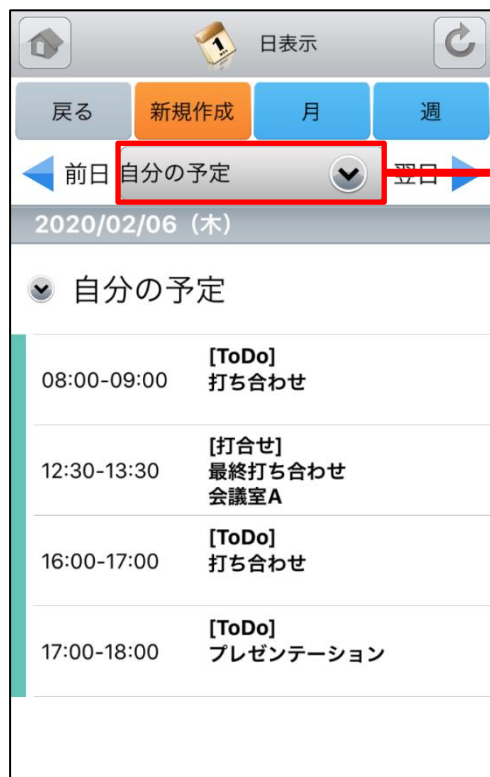 日表示
戻る 新規作成 月 週
前日 自分の予定 翌日
2020/02/06（木）
自分の予定
[ToDo]
08:00-09:00 打ち合わせ
[打合せ]
12:30-13:30 最終打ち合わせ
会議室A
[ToDo]
16:00-17:00 打ち合わせ
[ToDo]
17:00-18:00 プレゼンテーション